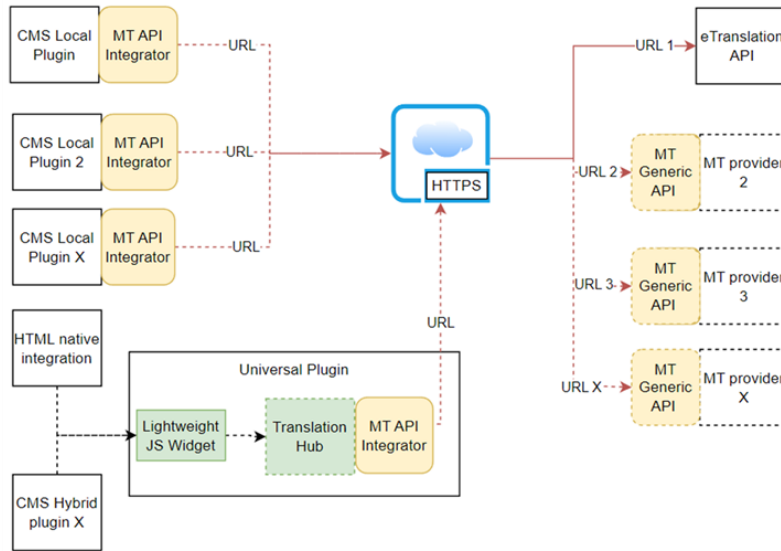 CMS Local
Plugin
MT API
Integrator
URL
CMS Local
Plugin 2
MT API
Integrator
URL
CMS Local
Plugin X
MT API
Integrator
URL
HTTPS
URL 1
eTranslation
API
URL 2
MT
Generic
API
MT provider
2
URL 3
MT
Generic
API
MT provider
3
URL X
MT
Generic
API
MT provider
X
HTML native
integration
URL
Universal Plugin
Lightweight
JS Widget
Translation
Hub
MT API
Integrator
CMS Hybrid
plugin X